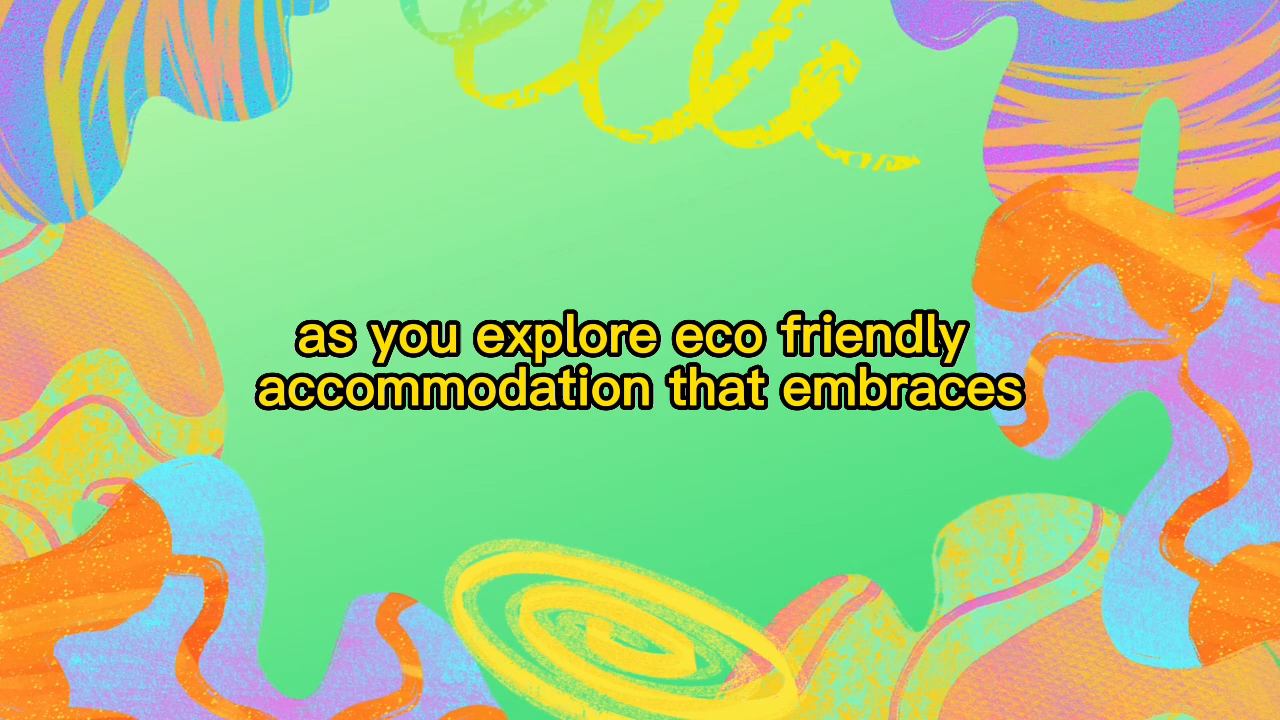 as you explore eco friendly
accommodation that embraces